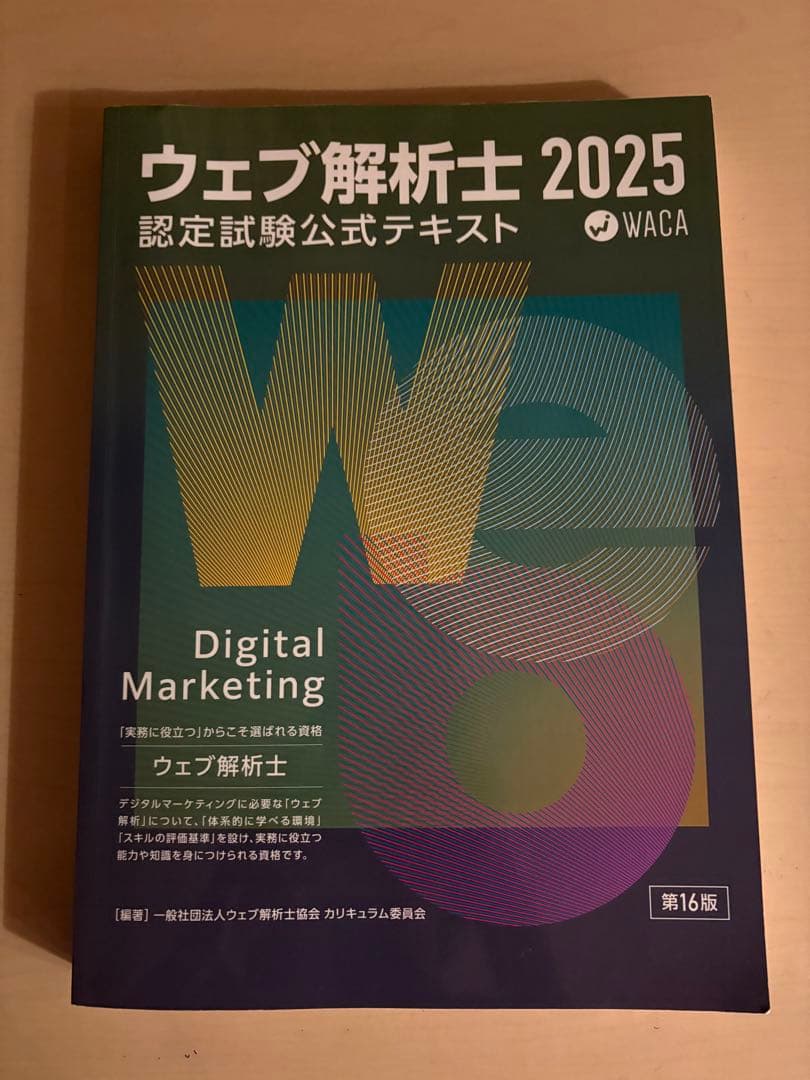 ウェブ解析士 2025
認定試験公式テキスト
WACA
Web
Digital
Marketing
「実務に役立つ」からこそ選ばれる資格
ウェブ解析士
デジタルマーケティングに必要な「ウェブ
解析」について、「体系的に学べる環境」
「スキルの評価基準」を設け、実務に役立つ
能力や知識を身につけられる資格です。
[編著] 一般社団法人ウェブ解析士協会 カリキュラム委員会
第16版